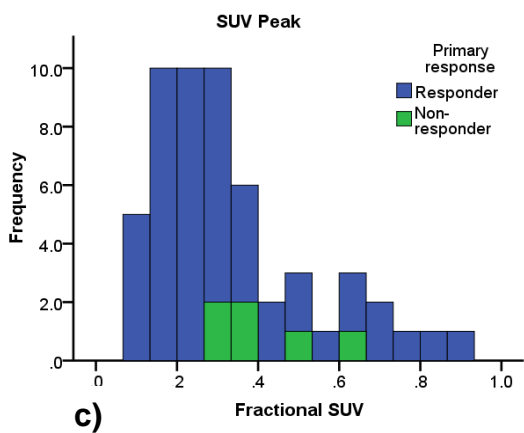 SUV Peak
Primary
response
Responder
Non-
responder
Frequency
10.0
8.0
6.0
4.0
2.0
.0
0 2 .4 .6 .8 1.0
Fractional SUV
c)